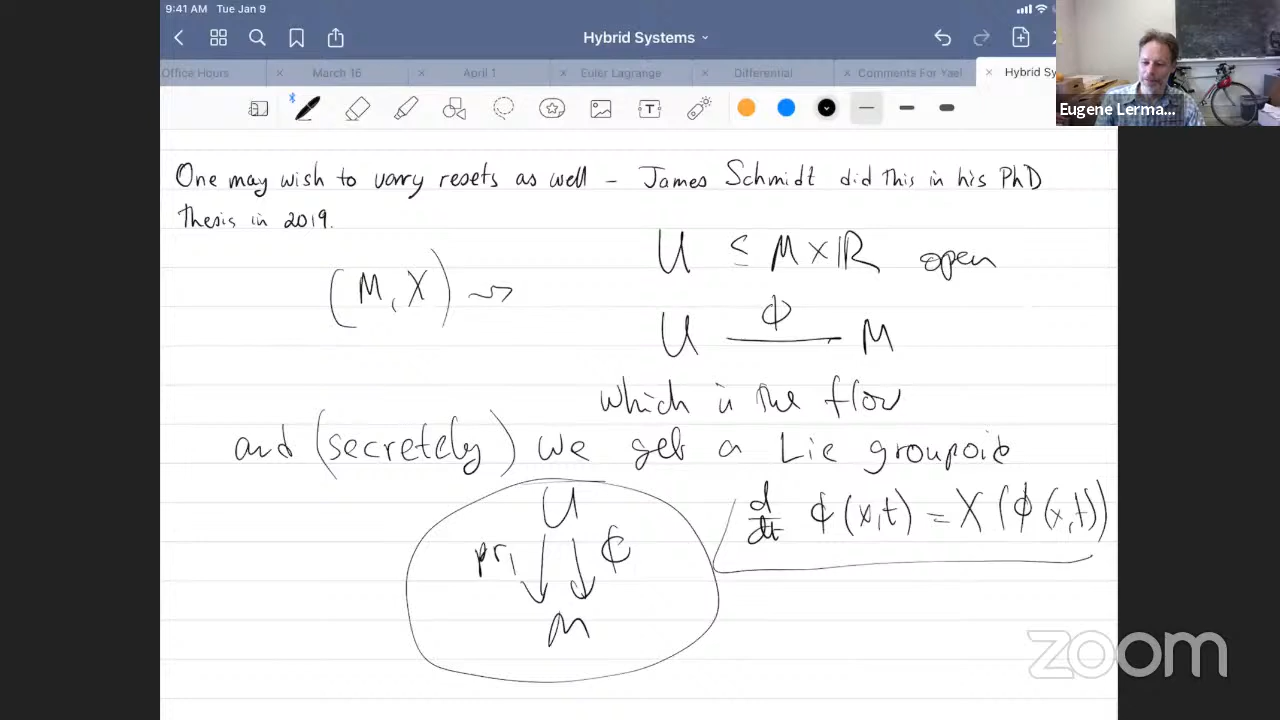 9:41 AM Tue Jan 9
Hybrid Systems
Office Hours
March 16
April 1
Euler Lagrange
Differential
Comments For Yael
Hybrid Sy
Eugene Lerma...
One may wish to vary resets as well – James Schmidt did this in his PhD
thesis in 2019.
U ⊆ M × ℝ open
(M, X) ⇝
U → M
ϕ
which is the flow
and (secretely) we get a Lie groupoid
U
d/dt ϕ(x,t) = X(ϕ(x,t))
pr₁ ϕ
M
zoom